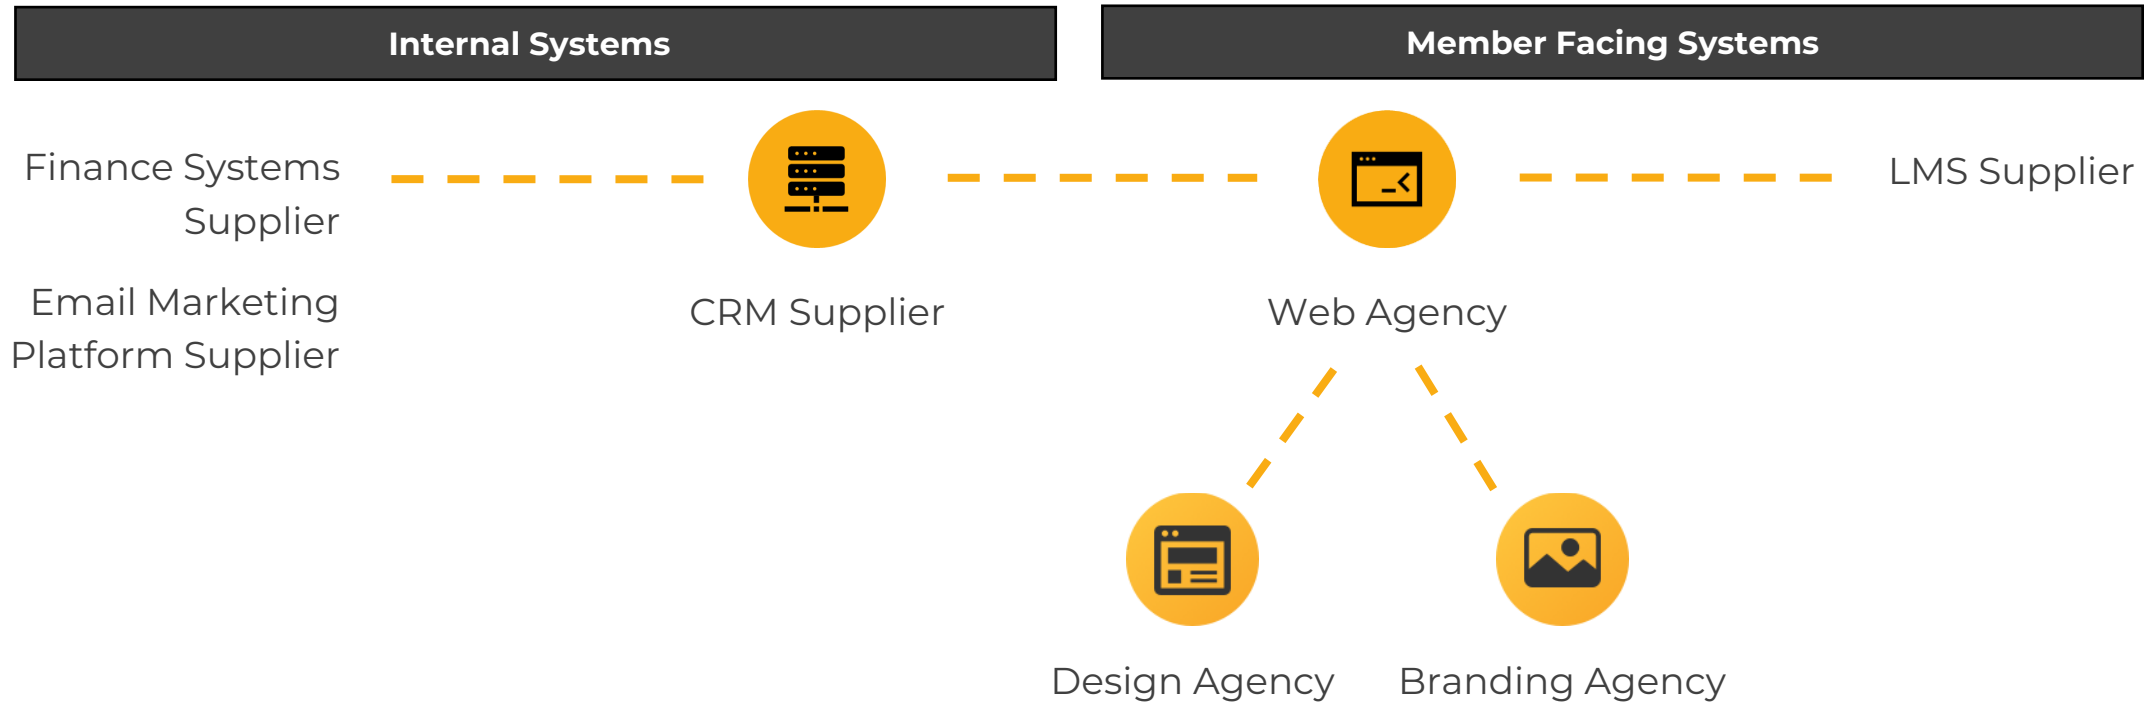 Internal Systems
Member Facing Systems
Finance Systems
Supplier
Email Marketing
Platform Supplier
CRM Supplier
Web Agency
LMS Supplier
Design Agency
Branding Agency